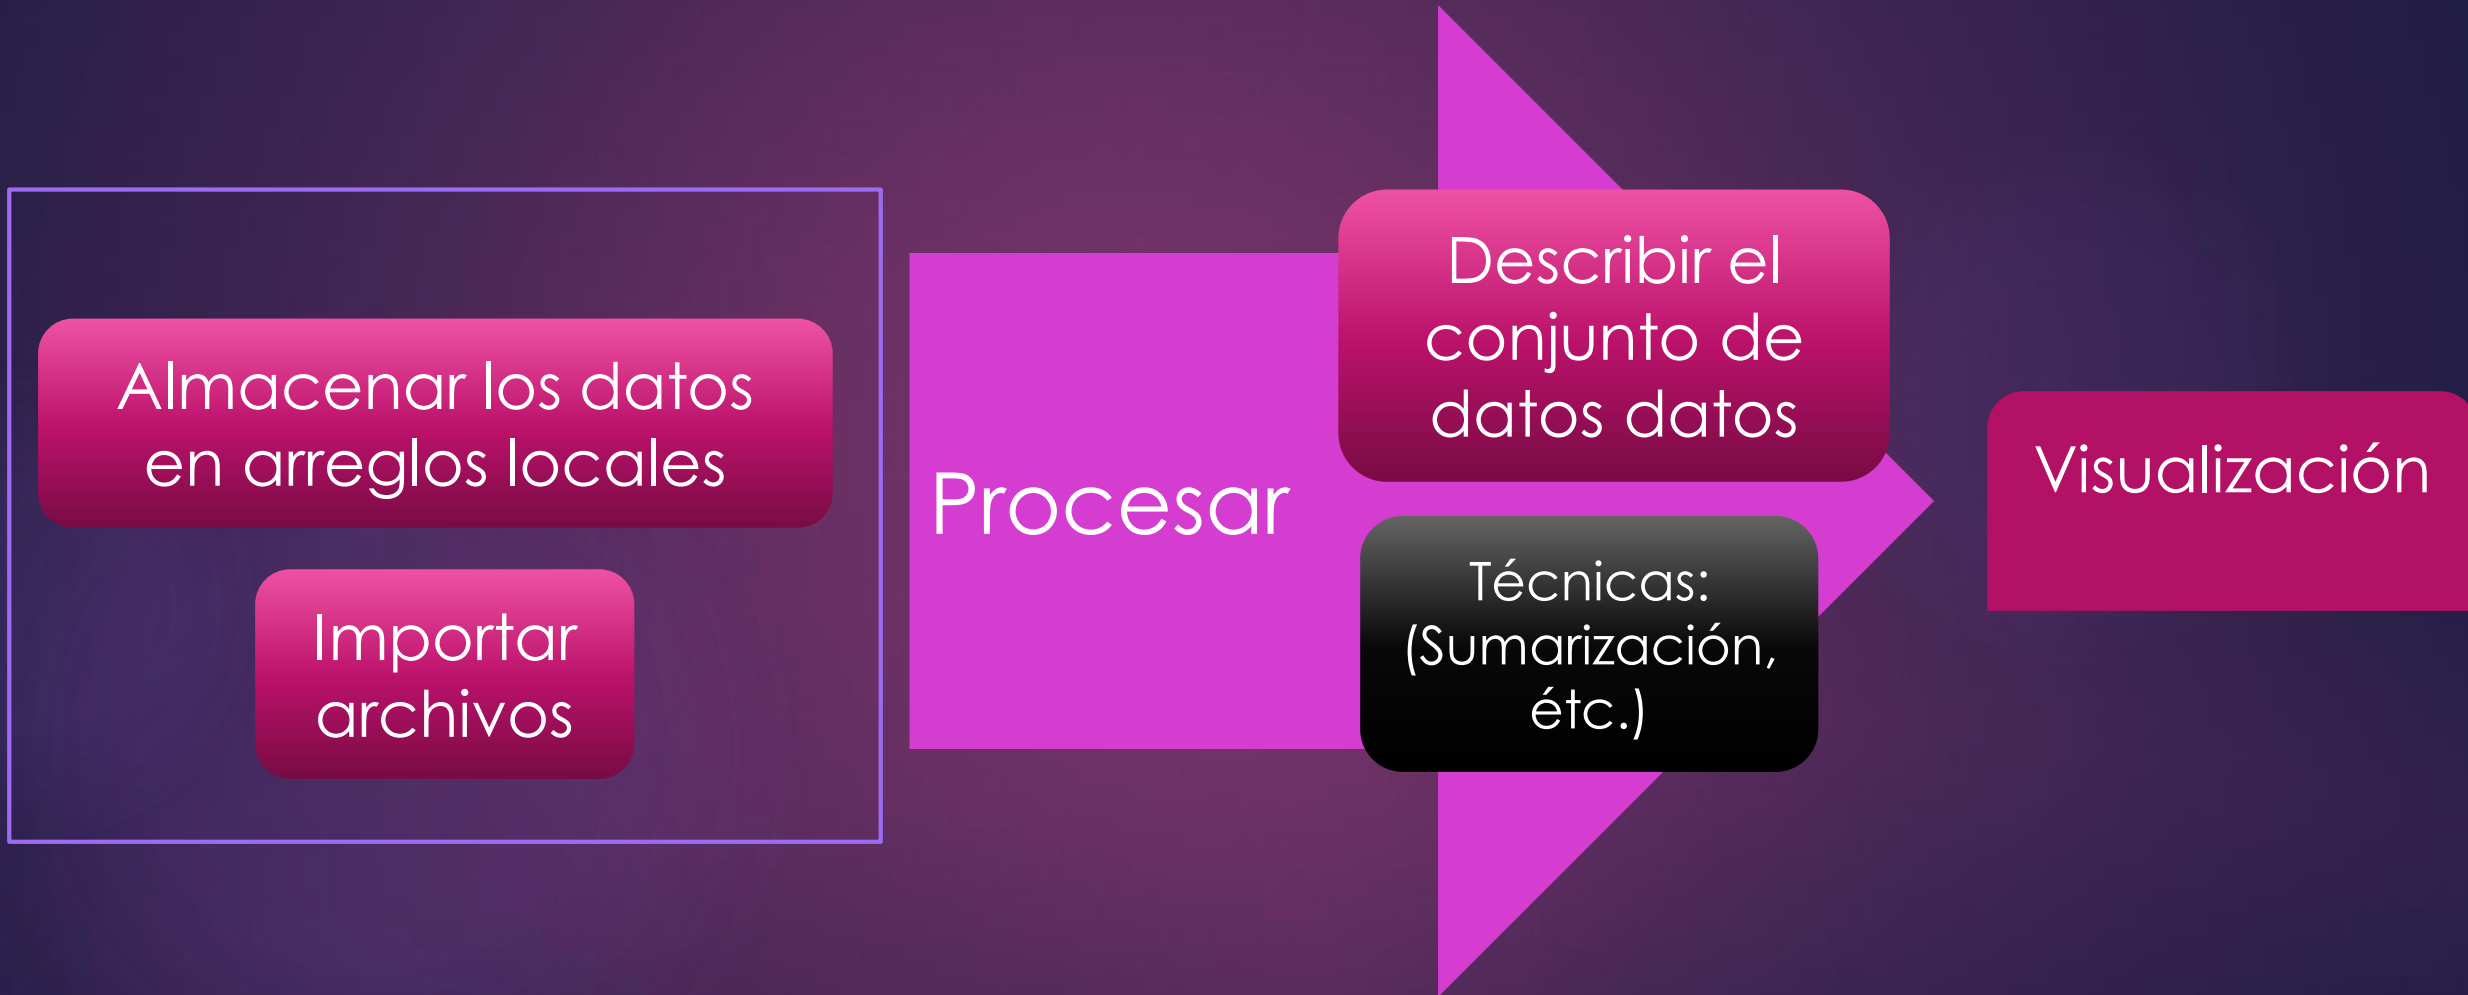 Almacenar los datos
en arreglos locales
Importar
archivos
Procesar
Describir el
conjunto de
datos datos
Técnicas:
(Sumarización,
étc.)
Visualización